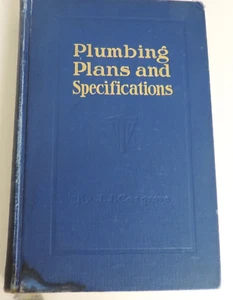 Plumbing
Plans and
Specifications